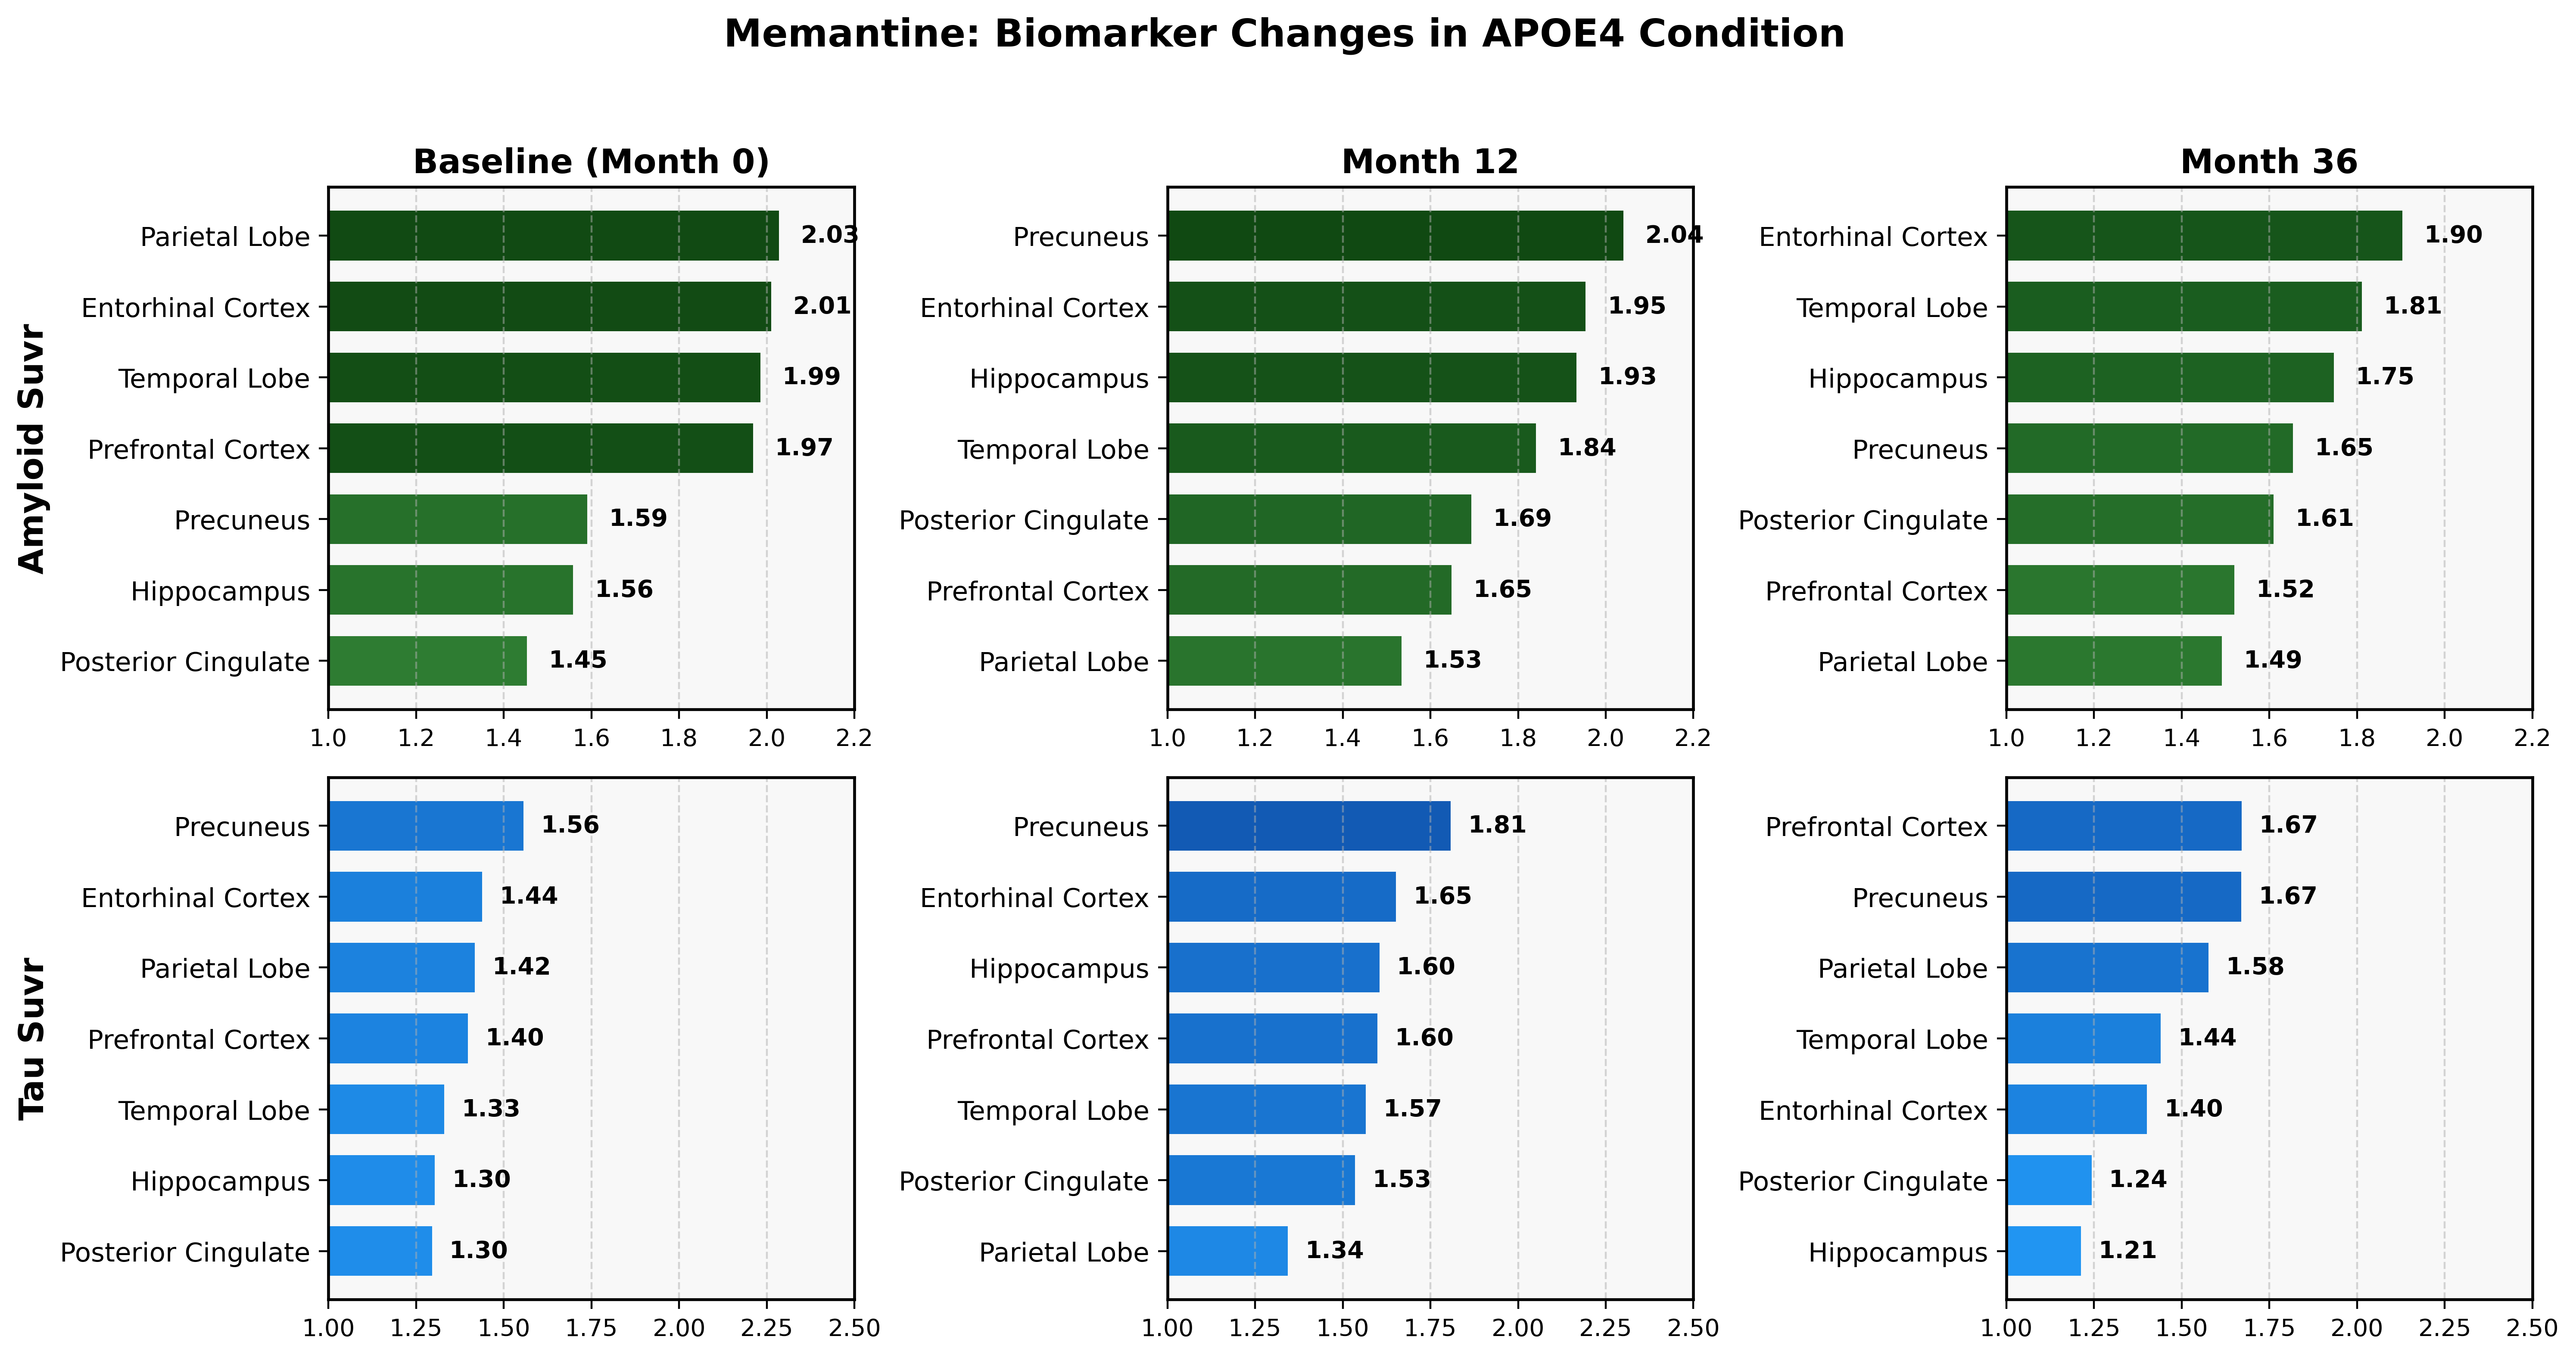 Memantine: Biomarker Changes in APOE4 Condition
Baseline (Month 0)
Month 12
Month 36
Amyloid Suvr
Parietal Lobe 2.03
Entorhinal Cortex 2.01
Temporal Lobe 1.99
Prefrontal Cortex 1.97
Precuneus 1.59
Hippocampus 1.56
Posterior Cingulate 1.45
1.0 1.2 1.4 1.6 1.8 2.0 2.2
Precuneus 2.04
Entorhinal Cortex 1.95
Hippocampus 1.93
Temporal Lobe 1.84
Posterior Cingulate 1.69
Prefrontal Cortex 1.65
Parietal Lobe 1.53
1.0 1.2 1.4 1.6 1.8 2.0 2.2
Entorhinal Cortex 1.90
Temporal Lobe 1.81
Hippocampus 1.75
Precuneus 1.65
Posterior Cingulate 1.61
Prefrontal Cortex 1.52
Parietal Lobe 1.49
1.0 1.2 1.4 1.6 1.8 2.0 2.2
Tau Suvr
Precuneus 1.56
Entorhinal Cortex 1.44
Parietal Lobe 1.42
Prefrontal Cortex 1.40
Temporal Lobe 1.33
Hippocampus 1.30
Posterior Cingulate 1.30
1.00 1.25 1.50 1.75 2.00 2.25 2.50
Precuneus 1.81
Entorhinal Cortex 1.65
Hippocampus 1.60
Prefrontal Cortex 1.60
Temporal Lobe 1.57
Posterior Cingulate 1.53
Parietal Lobe 1.34
1.00 1.25 1.50 1.75 2.00 2.25 2.50
Prefrontal Cortex 1.67
Precuneus 1.67
Parietal Lobe 1.58
Temporal Lobe 1.44
Entorhinal Cortex 1.40
Posterior Cingulate 1.24
Hippocampus 1.21
1.00 1.25 1.50 1.75 2.00 2.25 2.50